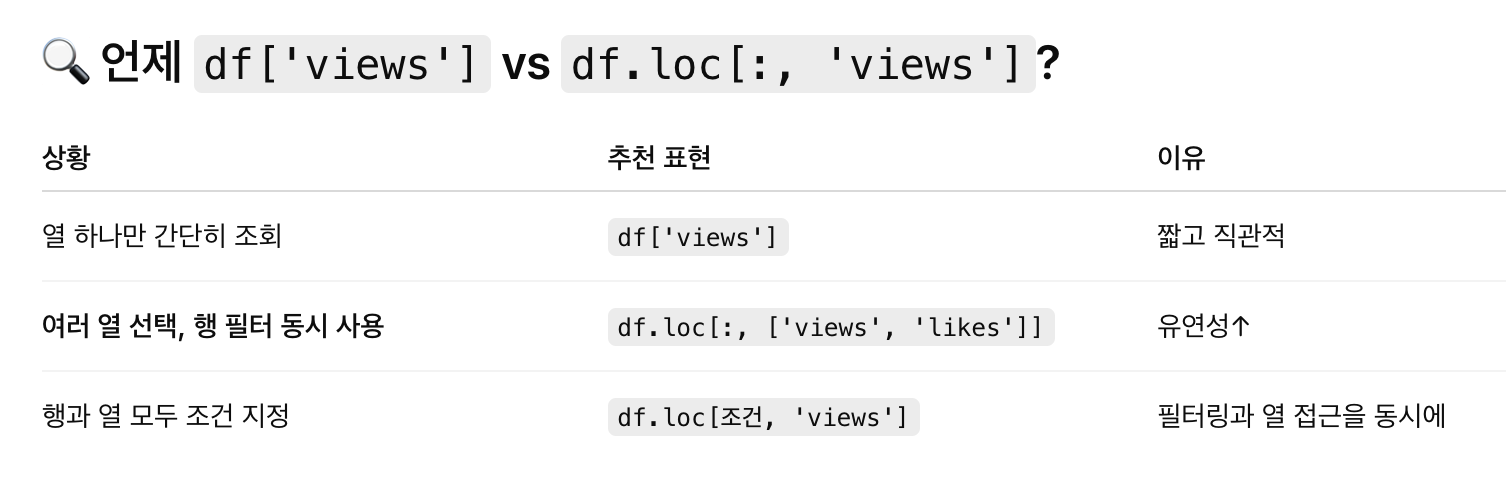 🔍 언제 df['views'] vs df.loc[:, 'views']?
상황 추천 표현 이유
열 하나만 간단히 조회 df['views'] 짧고 직관적
여러 열 선택, 행 필터 동시 사용 df.loc[:, ['views', 'likes']] 유연성↑
행과 열 모두 조건 지정 df.loc[조건, 'views'] 필터링과 열 접근을 동시에